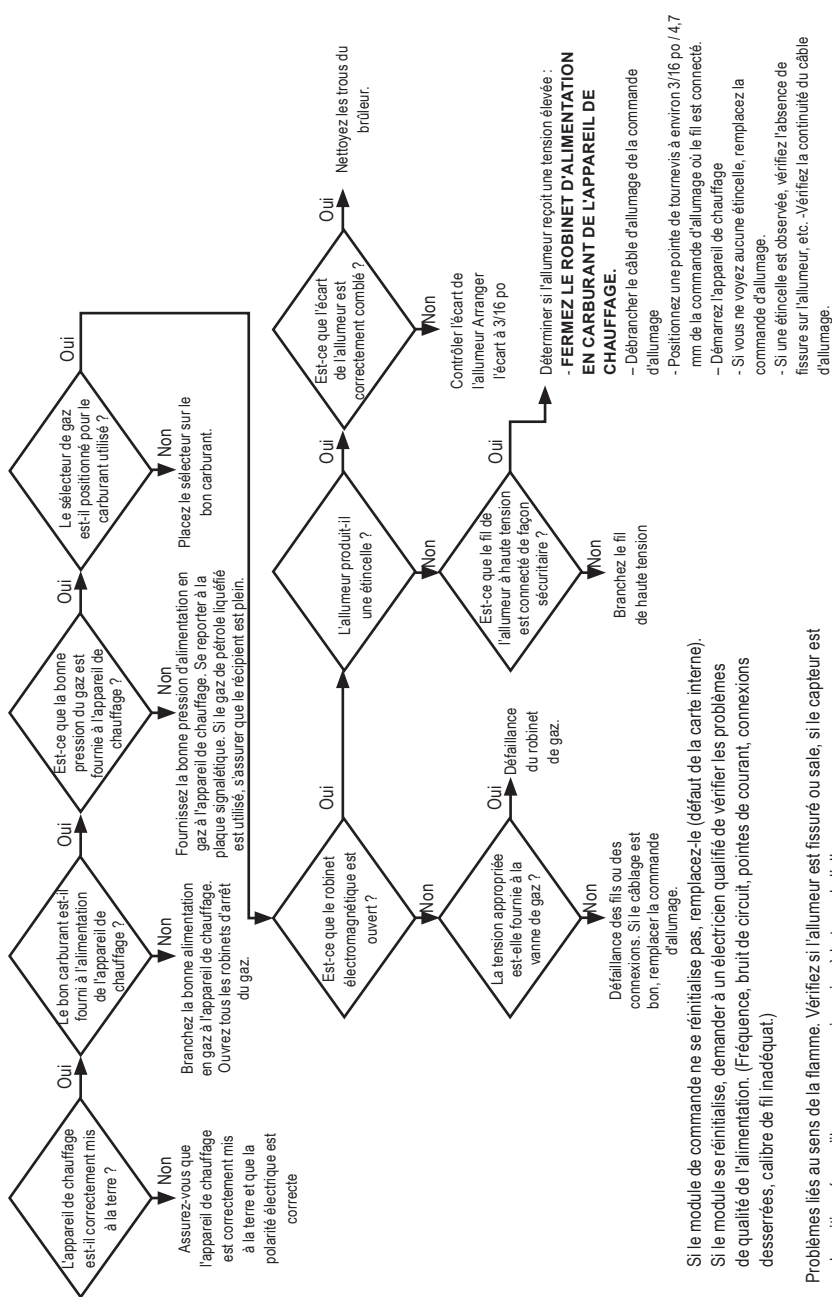 L'appareil de chauffage
est-il correctement mis
à la terre ?
Oui
Non
Assurez-vous que
l'appareil de chauffage
est correctement mis
à la terre et que la
polarité électrique est
correcte
Le bon carburant est-il
fourni à l'alimentation
de l'appareil de
chauffage ?
Oui
Non
Branchez la bonne alimentation
en gaz à l'appareil de chauffage.
Ouvrez tous les robinets d'arrêt
du gaz.
Est-ce que la bonne
pression du gaz est
fournie à l'appareil de
chauffage ?
Oui
Non
Fournissez la bonne pression d'alimentation en
gaz à l'appareil de chauffage. Se reporter à la
plaque signalétique. Si le gaz de pétrole liquéfié
est utilisé, s'assurer que le récipient est plein.
Le sélecteur de gaz
est-il positionné pour le
carburant utilisé ?
Oui
Non
Placez le sélecteur sur le
bon carburant.
Est-ce que le robinet
électromagnétique est
ouvert ?
Oui
Non
La tension appropriée
est-elle fournie à la
vanne de gaz ?
Oui
Défaillance
du robinet
de gaz.
Non
Défaillance des fils ou des
connexions. Si le câblage est
bon, remplacer la commande
d'allumage.
L'allumeur produit-il
une étincelle ?
Oui
Non
Est-ce que l'écart
de l'allumeur est
correctement comblé ?
Oui
Nettoyez les trous du
brûleur.
Non
Contrôler l'écart de
l'allumeur Arranger
l'écart à 3/16 po
Est-ce que le fil de
l'allumeur à haute tension
est connecté de façon
sécuritaire ?
Oui
Non
Branchez le fil
de haute tension
Déterminer si l'allumeur reçoit une tension élevée :
- FERMEZ LE ROBINET D'ALIMENTATION
EN CARBURANT DE L'APPAREIL DE
CHAUFFAGE.
– Débrancher le câble d'allumage de la commande
d'allumage
- Positionnez une pointe de tournevis à environ 3/16 po / 4,7
mm de la commande d'allumage où le fil est connecté.
– Démarrez l'appareil de chauffage
- Si vous ne voyez aucune étincelle, remplacez la
commande d'allumage.
- Si une étincelle est observée, vérifiez l'absence de
fissure sur l'allumeur, etc. -Vérifiez la continuité du câble
d'allumage.
Si le module de commande ne se réinitialise pas, remplacez-le (défaut de la carte interne).
Si le module se réinitialise, demander à un électricien qualifié de vérifier les problèmes
de qualité de l'alimentation. (Fréquence, bruit de circuit, pointes de courant, connexions
desserrées, calibre de fil inadéquat.)
Problèmes liés au sens de la flamme. Vérifiez si l'allumeur est fissuré ou sale, si le capteur est